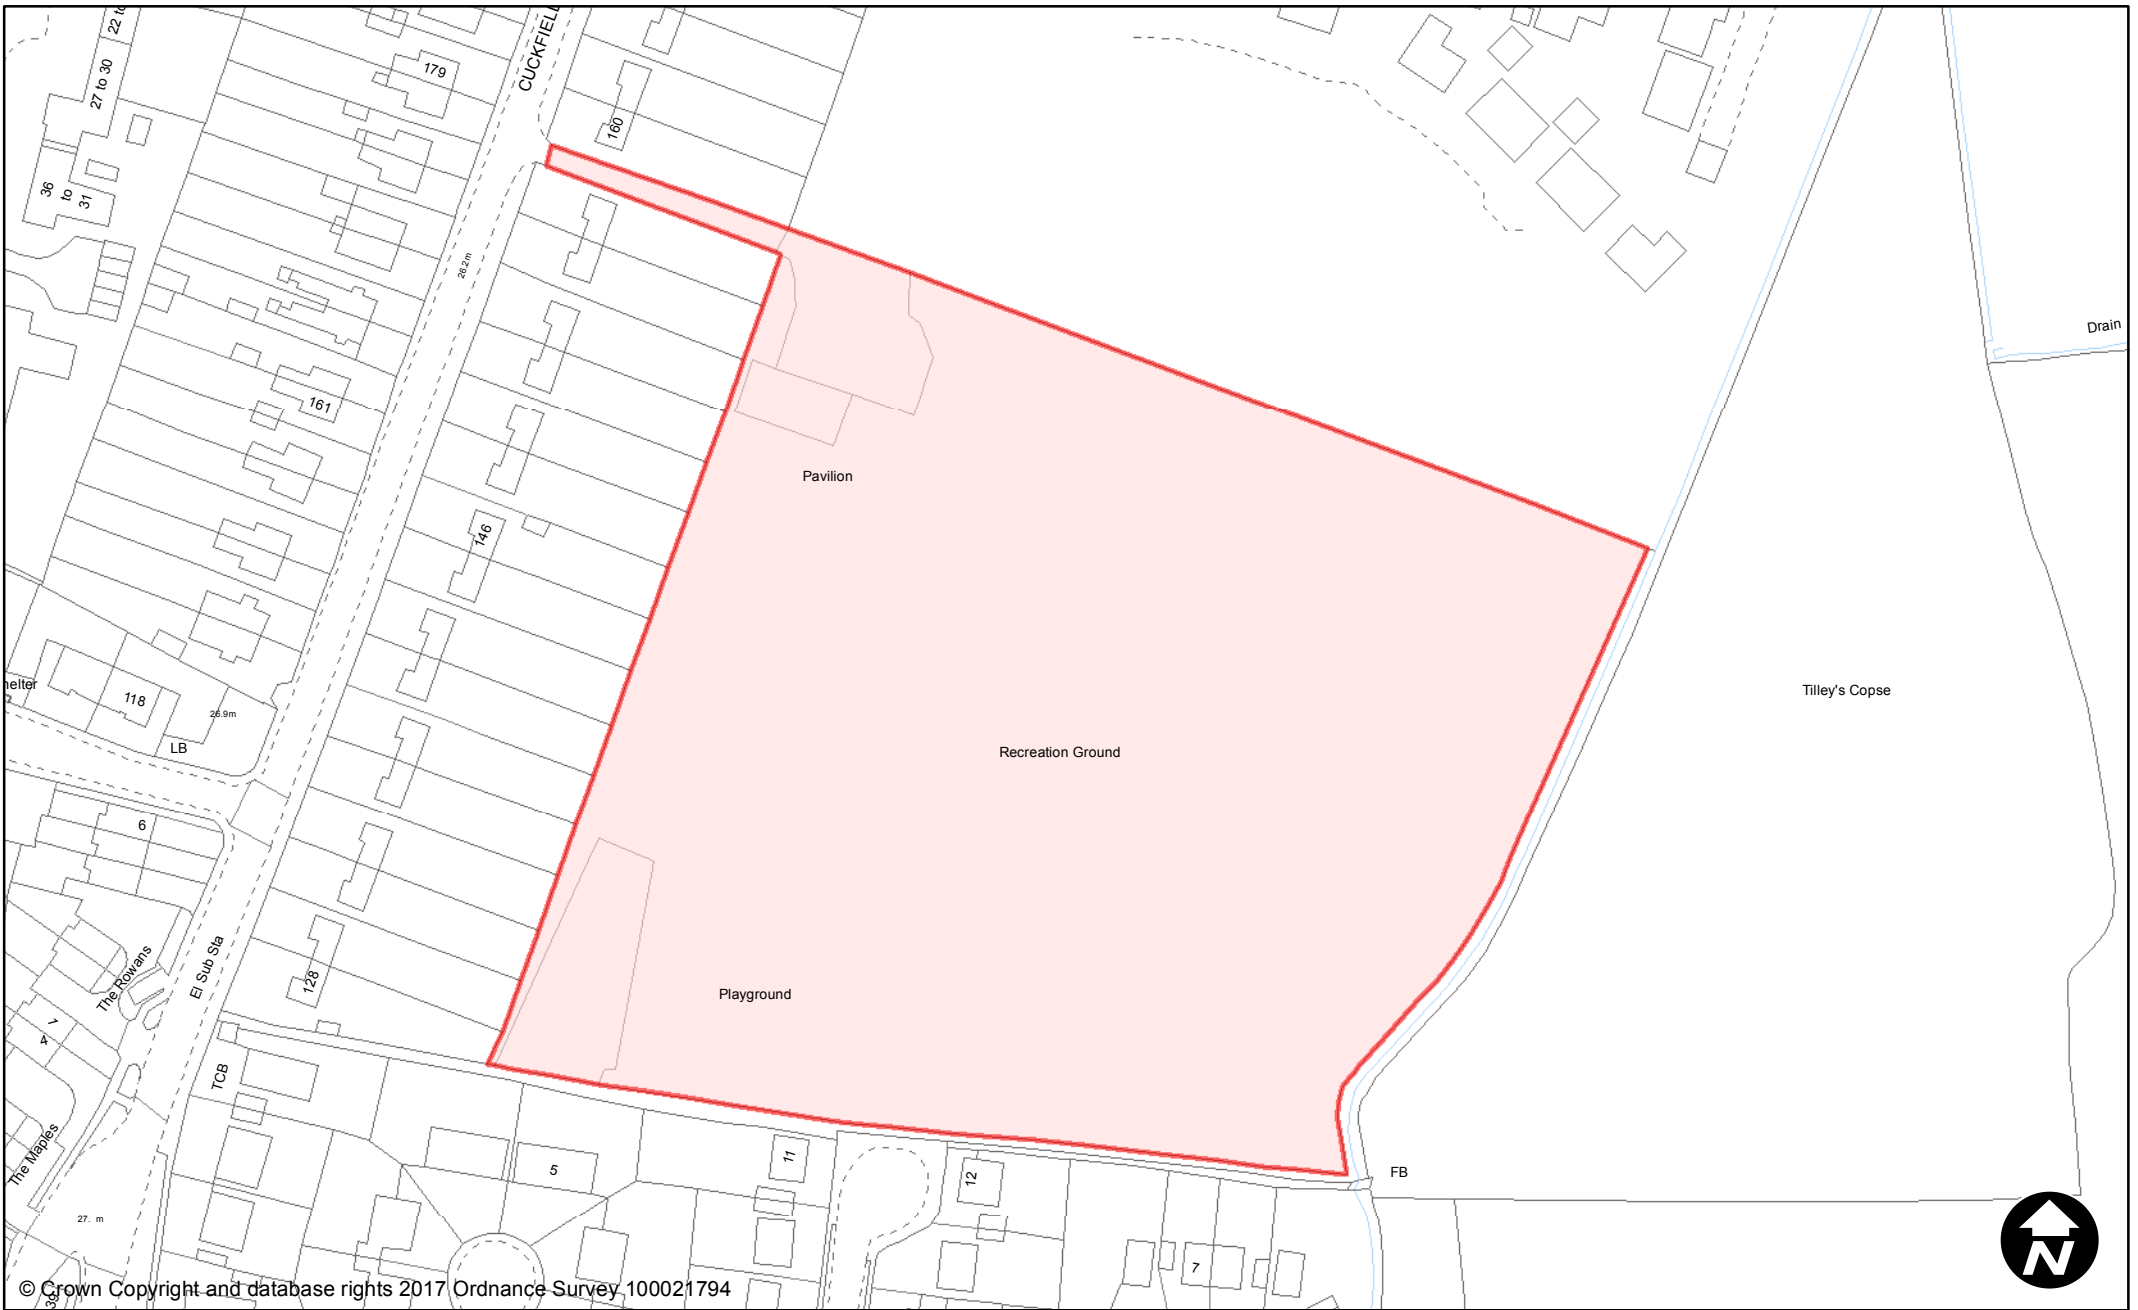 22 to
CUCKFIELD
179
27 to 30
160
36
to
31
26.2m
Drain
161
Pavilion
146
Tilley's Copse
helter
118
26.9m
LB
Recreation Ground
6
The Rowans
El Sub Sta
128
Playground
1
4
TCB
The Maples
5
11
12
FB
27. m
7
39
N
© Crown Copyright and database rights 2017 Ordnance Survey 100021794